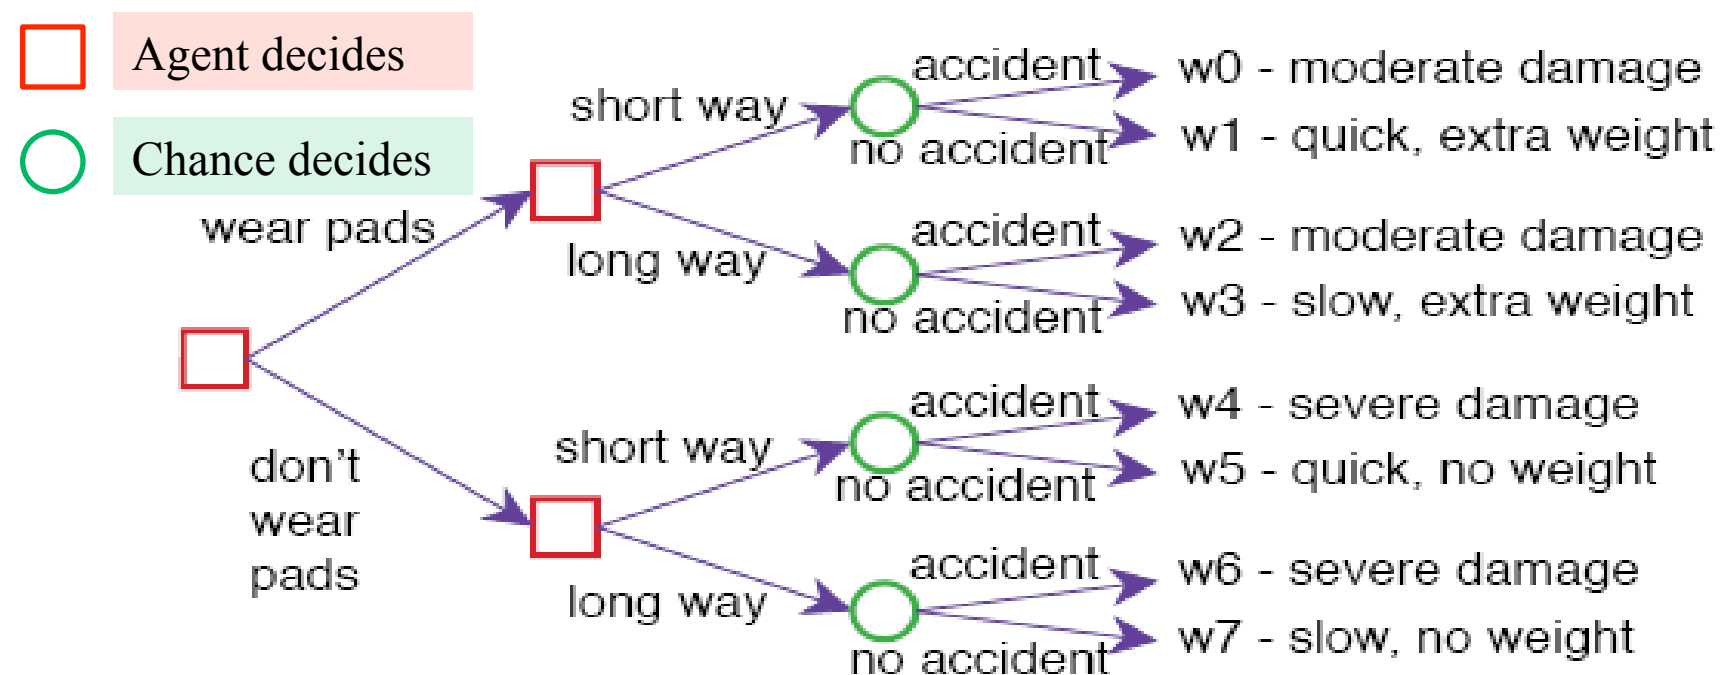 Agent decides
Chance decides
wear pads
don't
wear
pads
short way
long way
short way
long way
accident
no accident
accident
no accident
accident
no accident
accident
no accident
w0 - moderate damage
w1 - quick, extra weight
w2 - moderate damage
w3 - slow, extra weight
w4 - severe damage
w5 - quick, no weight
w6 - severe damage
w7 - slow, no weight